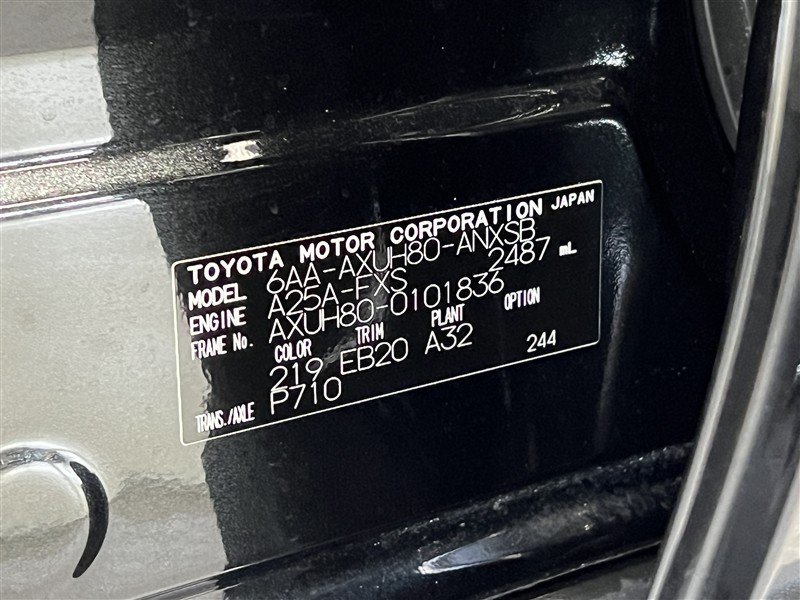 TOYOTA MOTOR CORPORATION JAPAN
MODEL 6AA-AXUH80-ANXSB
ENGINE A25A-FXS 2487 mL
FRAME No. AXUH80-0101836
COLOR TRIM PLANT OPTION
219 EB20 A32 244
TRANS./AXLE P710